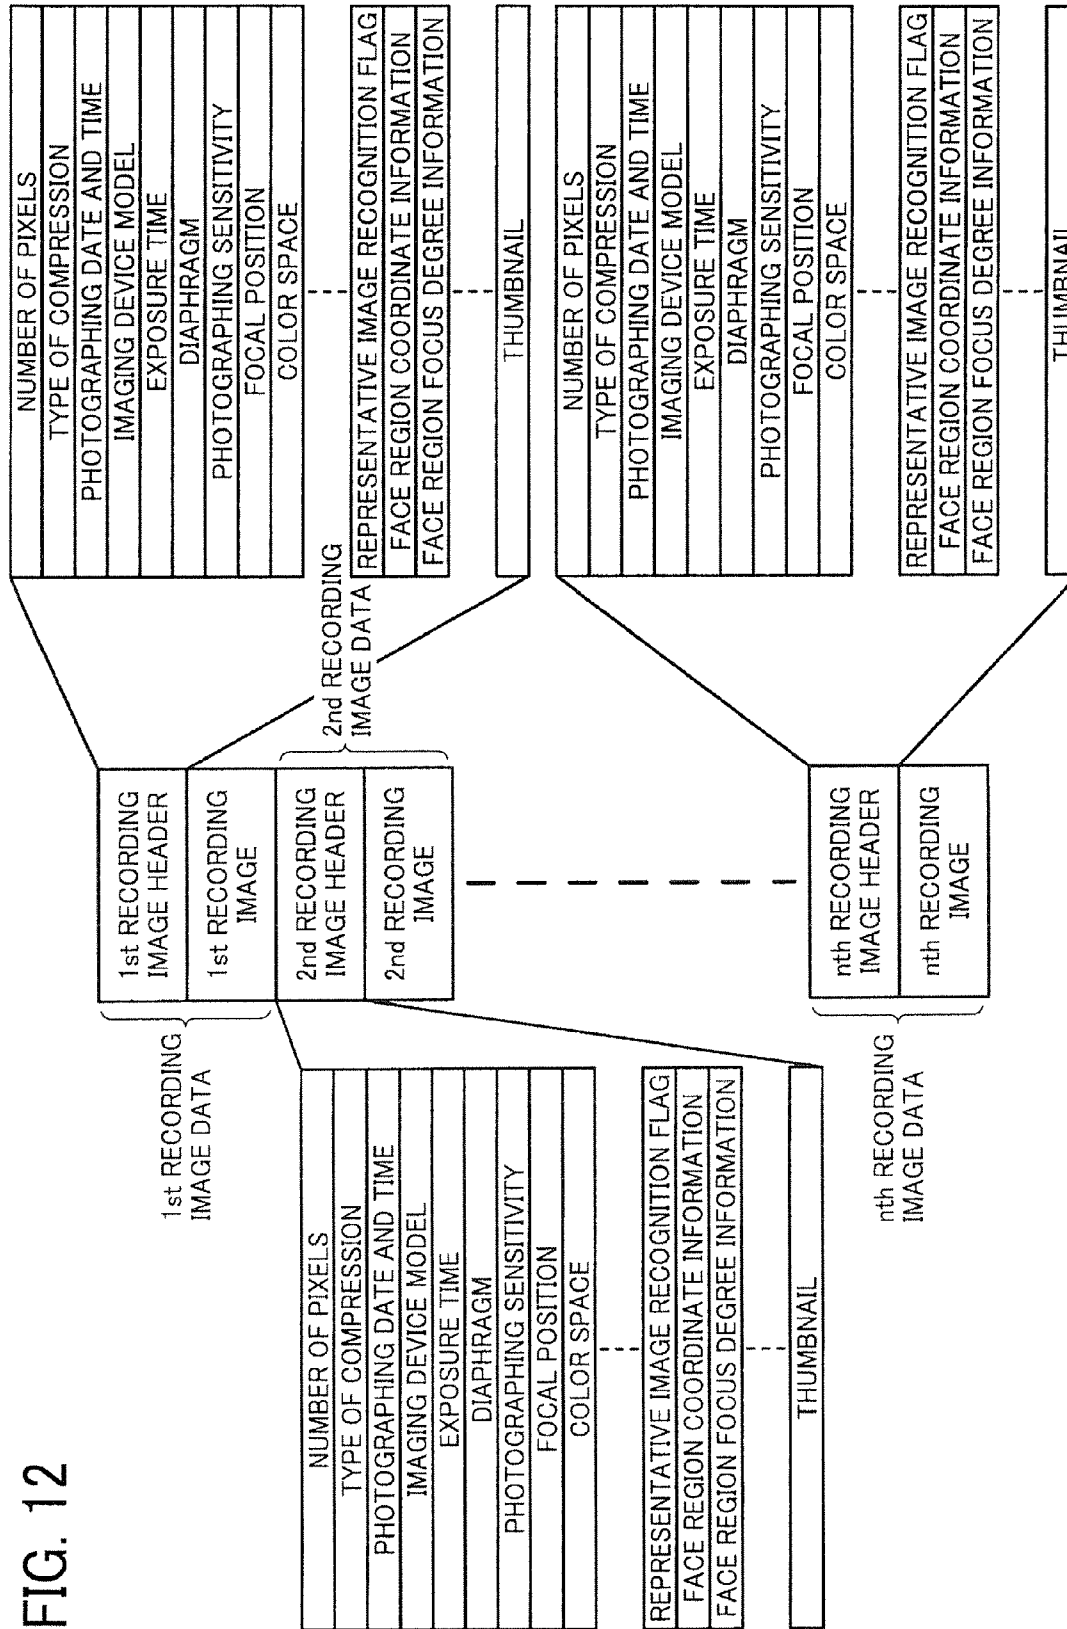 FIG. 12
1st RECORDING
IMAGE DATA
1st RECORDING
IMAGE HEADER
1st RECORDING
IMAGE
2nd RECORDING
IMAGE HEADER
2nd RECORDING
IMAGE
2nd RECORDING
IMAGE DATA
nth RECORDING
IMAGE DATA
nth RECORDING
IMAGE HEADER
nth RECORDING
IMAGE
NUMBER OF PIXELS
TYPE OF COMPRESSION
PHOTOGRAPHING DATE AND TIME
IMAGING DEVICE MODEL
EXPOSURE TIME
DIAPHRAGM
PHOTOGRAPHING SENSITIVITY
FOCAL POSITION
COLOR SPACE
REPRESENTATIVE IMAGE RECOGNITION FLAG
FACE REGION COORDINATE INFORMATION
FACE REGION FOCUS DEGREE INFORMATION
THUMBNAIL
NUMBER OF PIXELS
TYPE OF COMPRESSION
PHOTOGRAPHING DATE AND TIME
IMAGING DEVICE MODEL
EXPOSURE TIME
DIAPHRAGM
PHOTOGRAPHING SENSITIVITY
FOCAL POSITION
COLOR SPACE
REPRESENTATIVE IMAGE RECOGNITION FLAG
FACE REGION COORDINATE INFORMATION
FACE REGION FOCUS DEGREE INFORMATION
THUMBNAIL
NUMBER OF PIXELS
TYPE OF COMPRESSION
PHOTOGRAPHING DATE AND TIME
IMAGING DEVICE MODEL
EXPOSURE TIME
DIAPHRAGM
PHOTOGRAPHING SENSITIVITY
FOCAL POSITION
COLOR SPACE
REPRESENTATIVE IMAGE RECOGNITION FLAG
FACE REGION COORDINATE INFORMATION
FACE REGION FOCUS DEGREE INFORMATION
THUMBNAIL